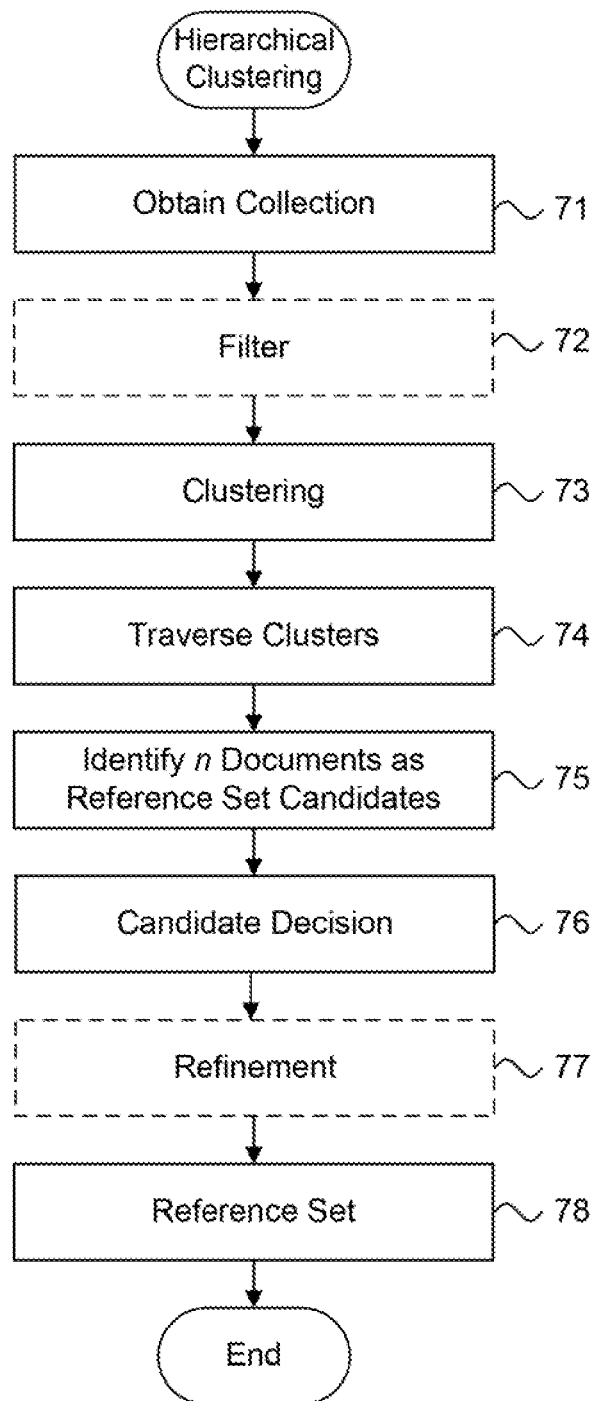 Hierarchical
Clustering
Obtain Collection
71
Filter
72
Clustering
73
Traverse Clusters
74
Identify n Documents as
Reference Set Candidates
75
Candidate Decision
76
Refinement
77
Reference Set
78
End